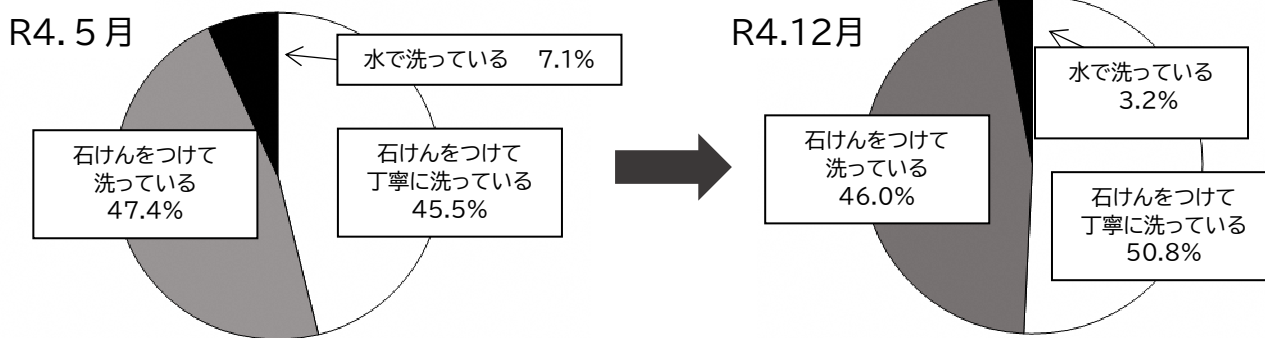 R4.5月
水で洗っている 7.1%
石けんをつけて
洗っている
47.4%
石けんをつけて
丁寧に洗っている
45.5%
R4.12月
水で洗っている
3.2%
石けんをつけて
洗っている
46.0%
石けんをつけて
丁寧に洗っている
50.8%